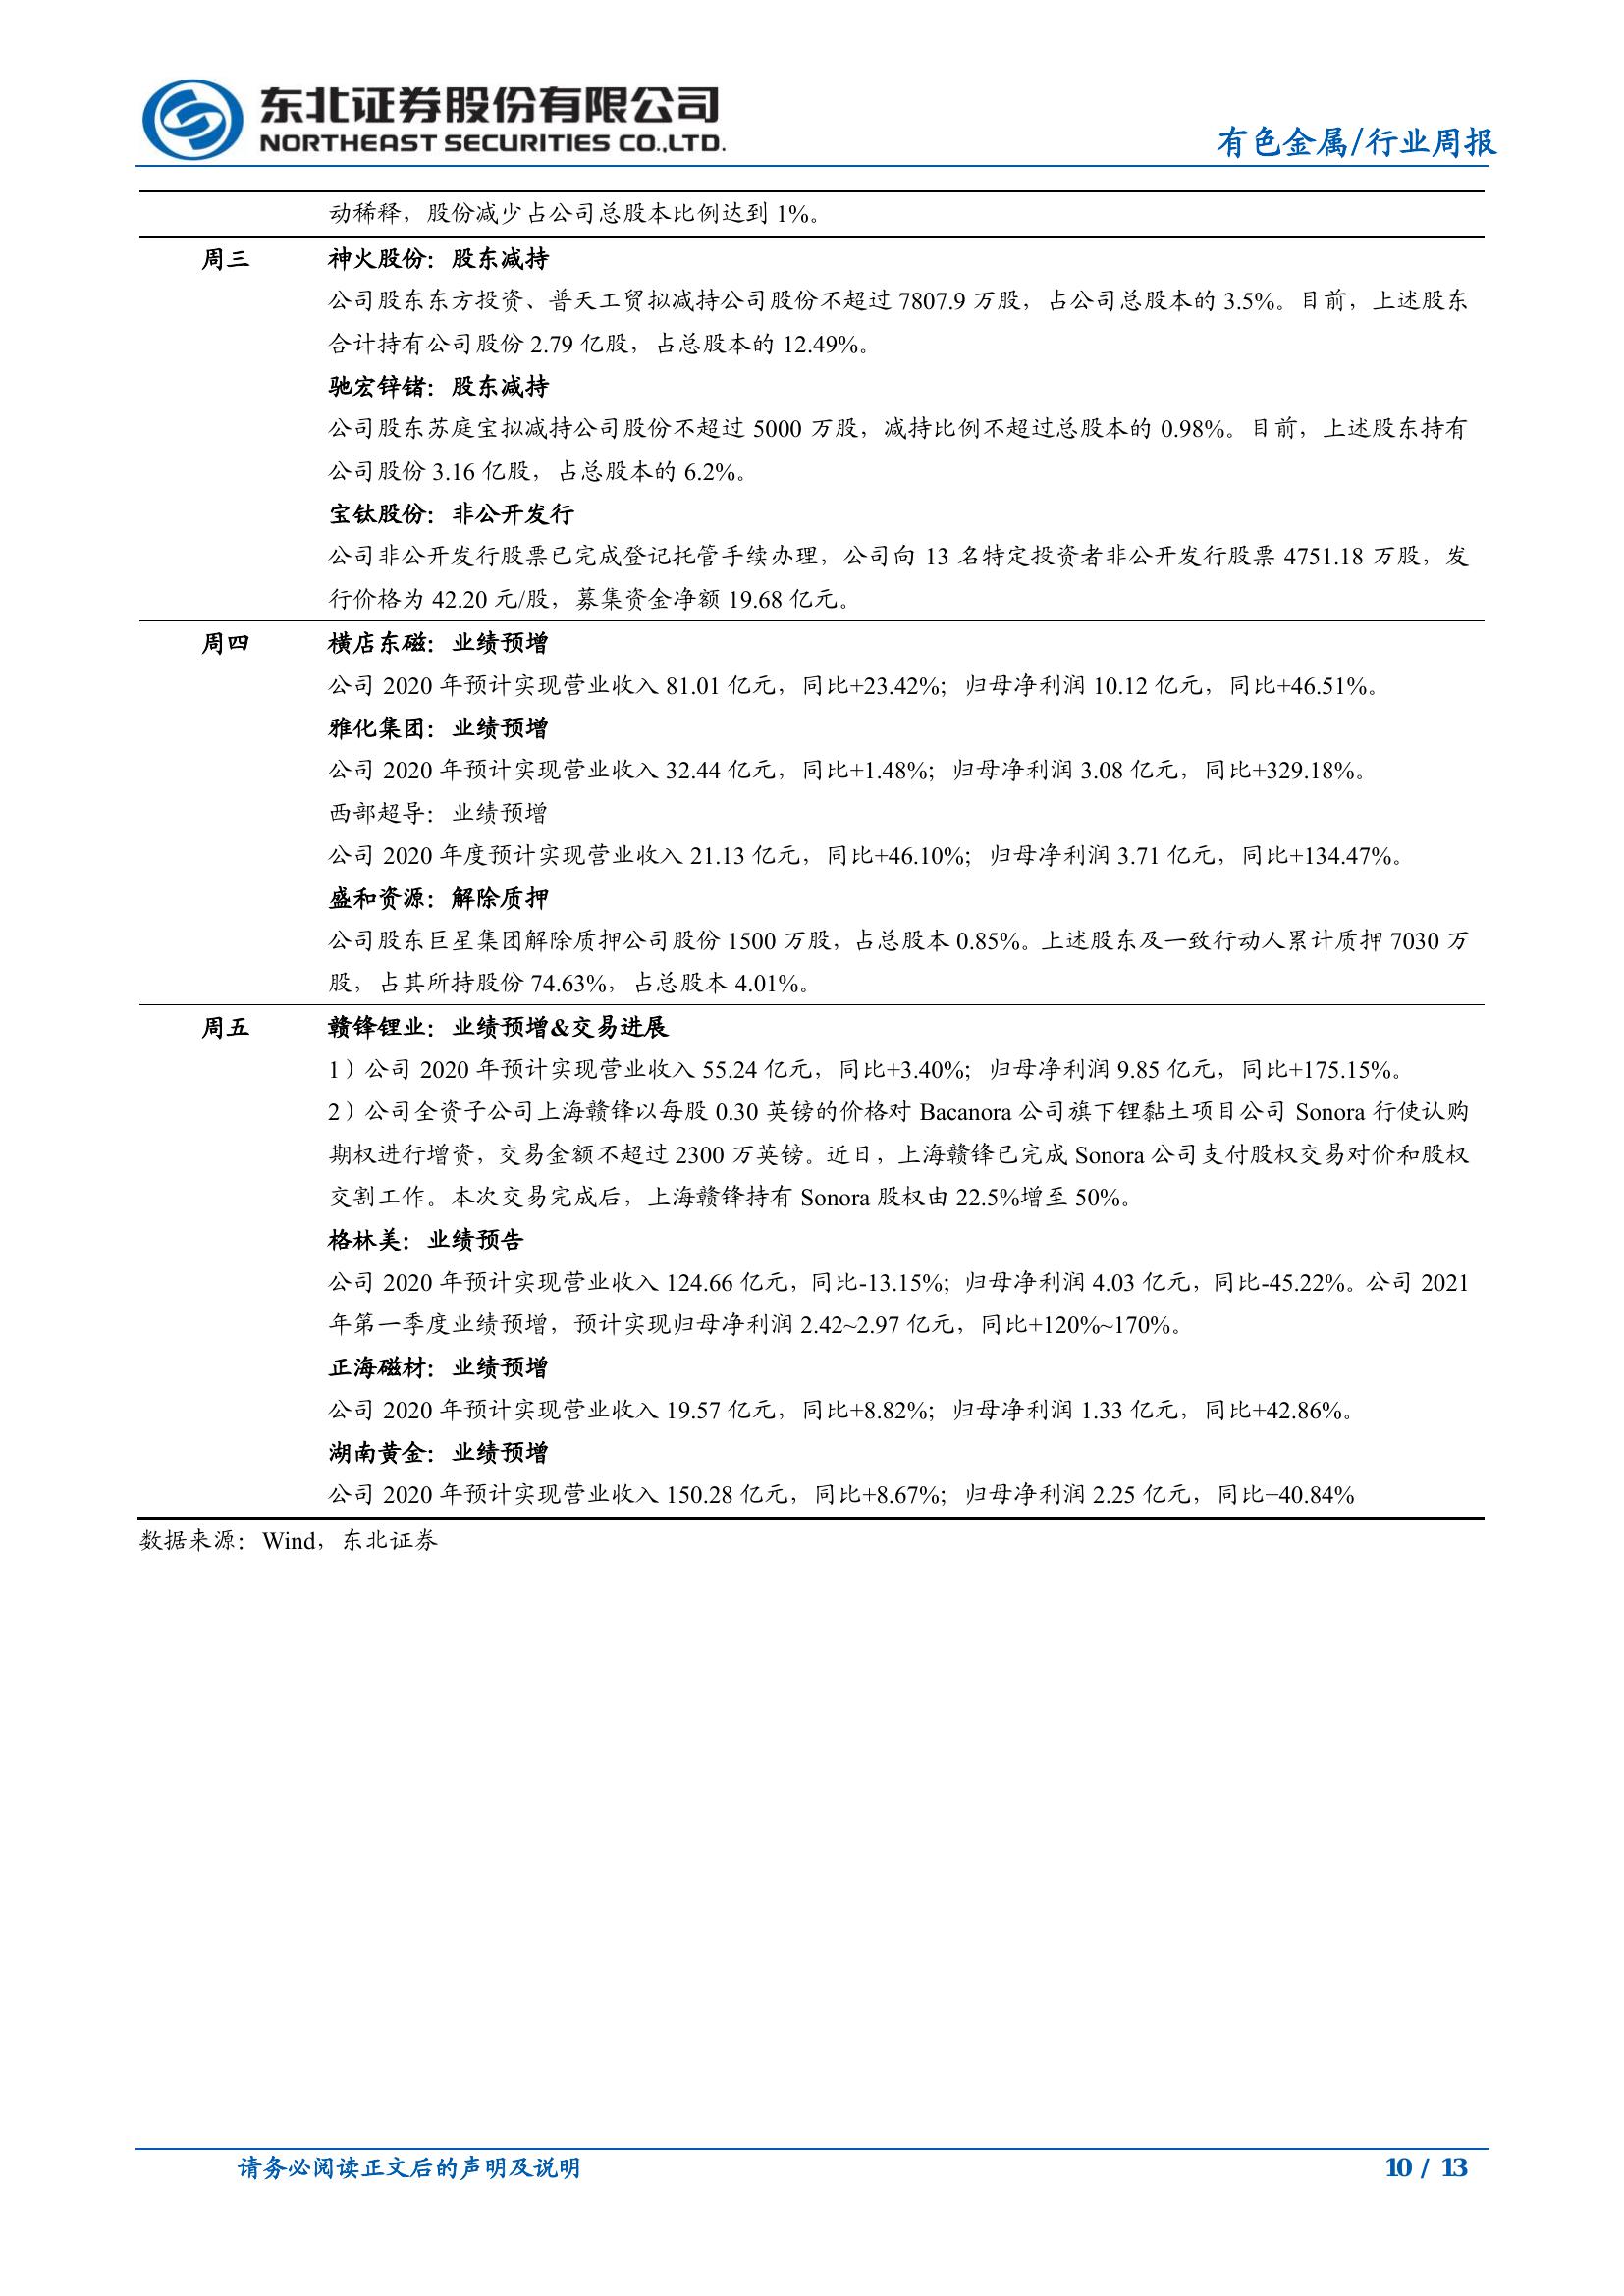 东北证券股份有限公司
NORTHEAST SECURITIES CO.,LTD.
有色金属/行业周报
动稀释，股份减少占公司总股本比例达到 1%。
周三 神火股份：股东减持
公司股东东方投资、普天工贸拟减持公司股份不超过 7807.9 万股，占公司总股本的 3.5%。目前，上述股东
合计持有公司股份 2.79 亿股，占总股本的 12.49%。
驰宏锌锗：股东减持
公司股东苏庭宝拟减持公司股份不超过 5000 万股，减持比例不超过总股本的 0.98%。目前，上述股东持有
公司股份 3.16 亿股，占总股本的 6.2%。
宝钛股份：非公开发行
公司非公开发行股票已完成登记托管手续办理，公司向 13 名特定投资者非公开发行股票 4751.18 万股，发
行价格为 42.20 元/股，募集资金净额 19.68 亿元。
周四 横店东磁：业绩预增
公司 2020 年预计实现营业收入 81.01 亿元，同比+23.42%；归母净利润 10.12 亿元，同比+46.51%。
雅化集团：业绩预增
公司 2020 年预计实现营业收入 32.44 亿元，同比+1.48%；归母净利润 3.08 亿元，同比+329.18%。
西部超导：业绩预增
公司 2020 年度预计实现营业收入 21.13 亿元，同比+46.10%；归母净利润 3.71 亿元，同比+134.47%。
盛和资源：解除质押
公司股东巨星集团解除质押公司股份 1500 万股，占总股本 0.85%。上述股东及一致行动人累计质押 7030 万
股，占其所持股份 74.63%，占总股本 4.01%。
周五 赣锋锂业：业绩预增&交易进展
1）公司 2020 年预计实现营业收入 55.24 亿元，同比+3.40%；归母净利润 9.85 亿元，同比+175.15%。
2）公司全资子公司上海赣锋以每股 0.30 英镑的价格对 Bacanora 公司旗下锂黏土项目公司 Sonora 行使认购
期权进行增资，交易金额不超过 2300 万英镑。近日，上海赣锋已完成 Sonora 公司支付股权交易对价和股权
交割工作。本次交易完成后，上海赣锋持有 Sonora 股权由 22.5%增至 50%。
格林美：业绩预告
公司 2020 年预计实现营业收入 124.66 亿元，同比-13.15%；归母净利润 4.03 亿元，同比-45.22%。公司 2021
年第一季度业绩预增，预计实现归母净利润 2.42~2.97 亿元，同比+120%~170%。
正海磁材：业绩预增
公司 2020 年预计实现营业收入 19.57 亿元，同比+8.82%；归母净利润 1.33 亿元，同比+42.86%。
湖南黄金：业绩预增
公司 2020 年预计实现营业收入 150.28 亿元，同比+8.67%；归母净利润 2.25 亿元，同比+40.84%
数据来源：Wind，东北证券
请务必阅读正文后的声明及说明 10 / 13